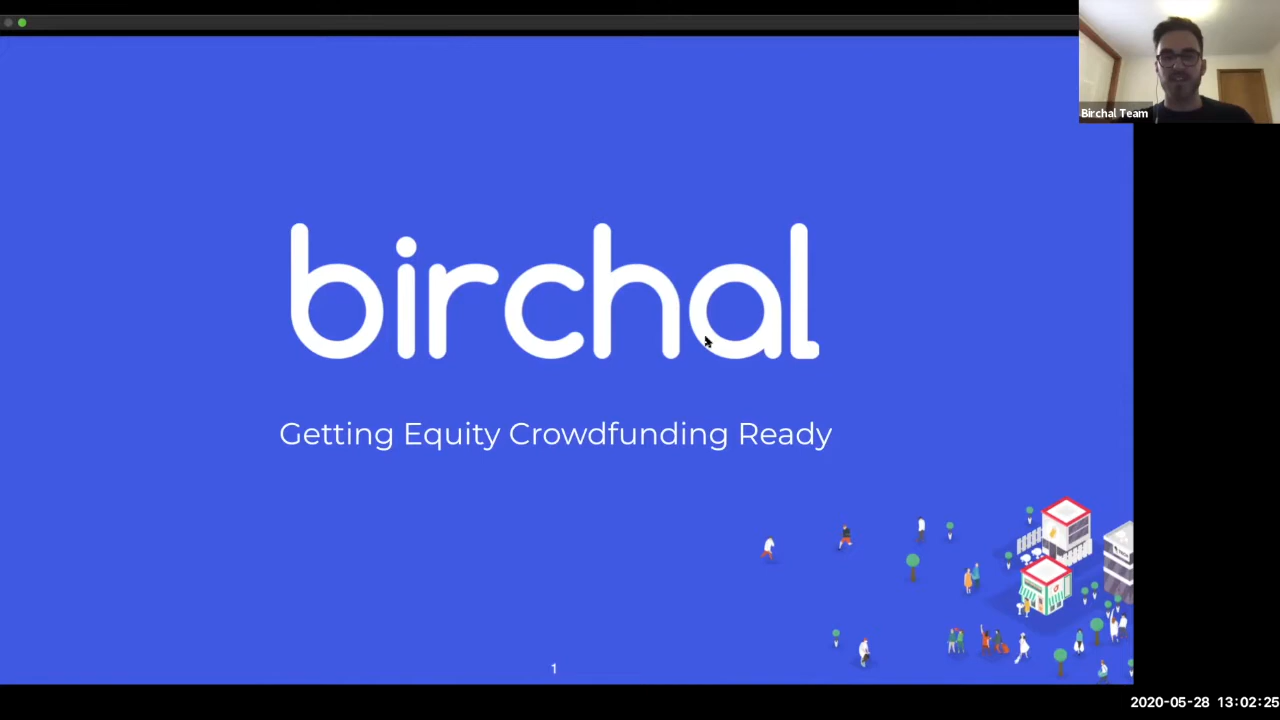 Birchal Team
birchal
Getting Equity Crowdfunding Ready
1
2020-05-28 13:02:25